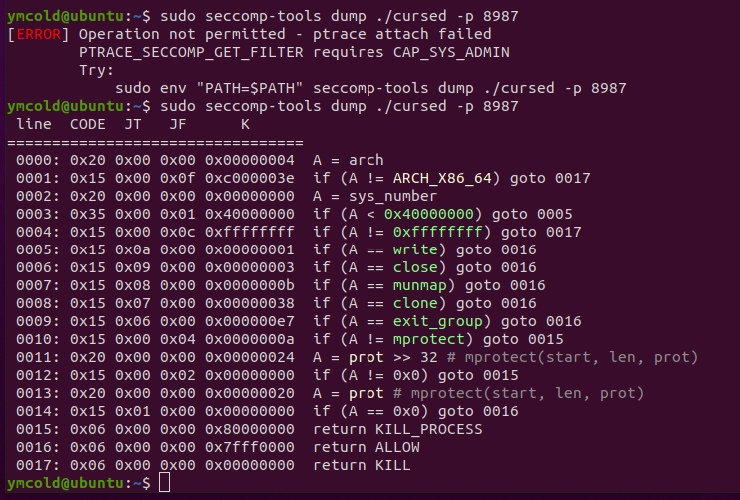 ymcold@ubuntu:~$ sudo seccomp-tools dump ./cursed -p 8987
[ERROR] Operation not permitted - ptrace attach failed
        PTRACE_SECCOMP_GET_FILTER requires CAP_SYS_ADMIN
        Try:
            sudo env "PATH=$PATH" seccomp-tools dump ./cursed -p 8987
ymcold@ubuntu:~$ sudo seccomp-tools dump ./cursed -p 8987
 line  CODE  JT   JF      K
=================================
 0000: 0x20 0x00 0x00 0x00000004  A = arch
 0001: 0x15 0x00 0x0f 0xc000003e  if (A != ARCH_X86_64) goto 0017
 0002: 0x20 0x00 0x00 0x00000000  A = sys_number
 0003: 0x35 0x00 0x01 0x40000000  if (A < 0x40000000) goto 0005
 0004: 0x15 0x00 0x0c 0xffffffff  if (A != 0xffffffff) goto 0017
 0005: 0x15 0x0a 0x00 0x00000001  if (A == write) goto 0016
 0006: 0x15 0x09 0x00 0x00000003  if (A == close) goto 0016
 0007: 0x15 0x08 0x00 0x0000000b  if (A == munmap) goto 0016
 0008: 0x15 0x07 0x00 0x00000038  if (A == clone) goto 0016
 0009: 0x15 0x06 0x00 0x000000e7  if (A == exit_group) goto 0016
 0010: 0x15 0x00 0x04 0x0000000a  if (A != mprotect) goto 0015
 0011: 0x20 0x00 0x00 0x00000024  A = prot >> 32 # mprotect(start, len, prot)
 0012: 0x15 0x00 0x02 0x00000000  if (A != 0x0) goto 0015
 0013: 0x20 0x00 0x00 0x00000020  A = prot # mprotect(start, len, prot)
 0014: 0x15 0x01 0x00 0x00000000  if (A == 0x0) goto 0016
 0015: 0x06 0x00 0x00 0x80000000  return KILL_PROCESS
 0016: 0x06 0x00 0x00 0x7fff0000  return ALLOW
 0017: 0x06 0x00 0x00 0x00000000  return KILL
ymcold@ubuntu:~$